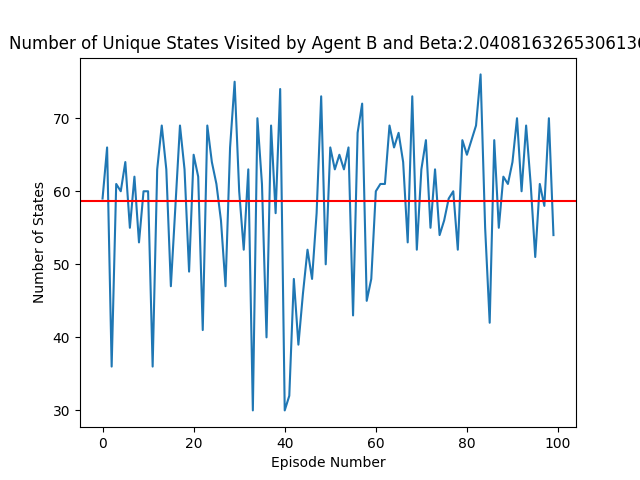 Number of Unique States Visited by Agent B and Beta:2.040816326530613
70
60
50
40
30
Number of States
0 20 40 60 80 100
Episode Number